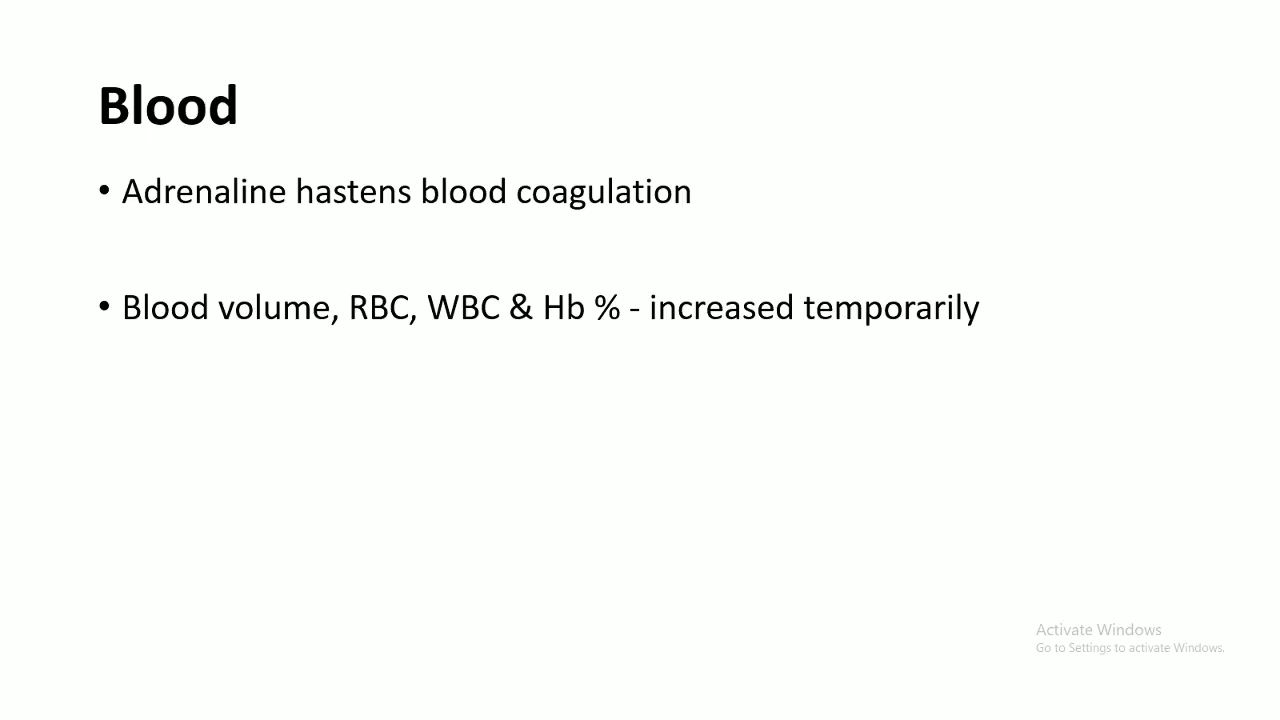 Blood
• Adrenaline hastens blood coagulation
• Blood volume, RBC, WBC & Hb % - increased temporarily
Activate Windows
Go to Settings to activate Windows.